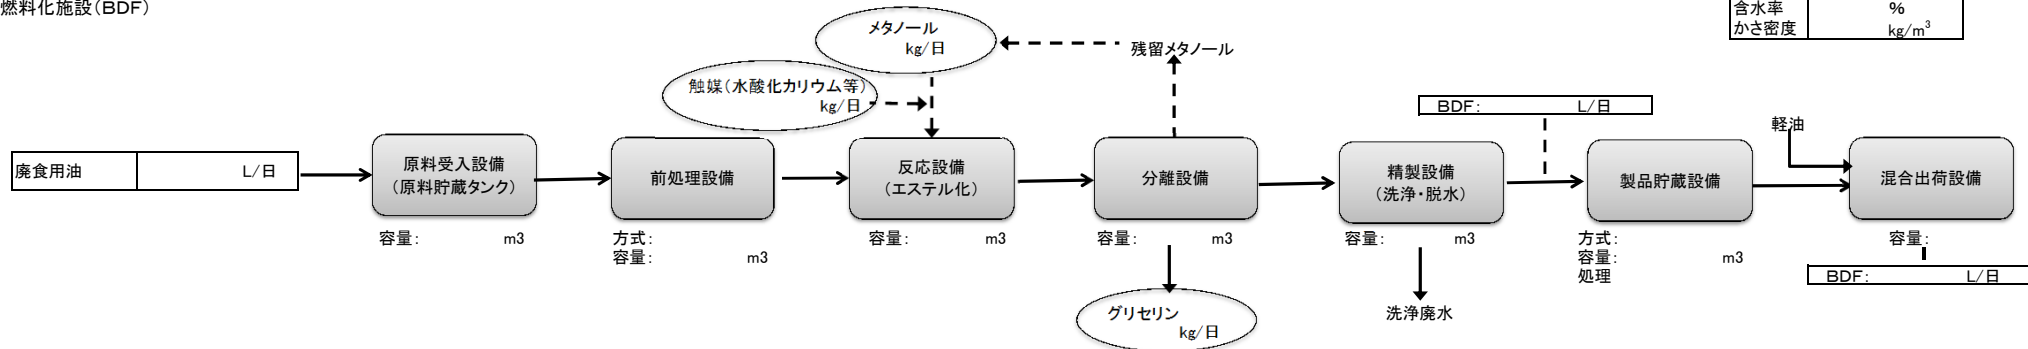 燃料化施設(BDF)
含水率 %
かさ密度 kg/m³
メタノール
kg/日
残留メタノール
触媒(水酸化カリウム等)
kg/日
BDF: L/日
軽油
廃食用油 L/日
原料受入設備
(原料貯蔵タンク)
前処理設備
反応設備
(エステル化)
分離設備
精製設備
(洗浄・脱水)
製品貯蔵設備
混合出荷設備
容量: m3
方式:
容量: m3
容量: m3
容量: m3
容量: m3
方式:
容量: m3
処理
容量:
BDF: L/日
グリセリン
kg/日
洗浄廃水